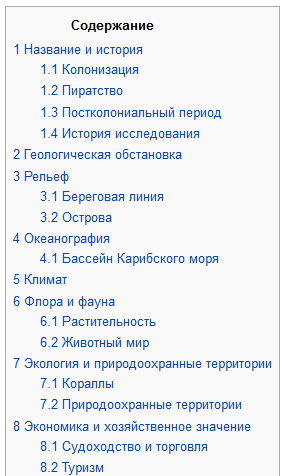 Содержание
1 Название и история
1.1 Колонизация
1.2 Пиратство
1.3 Постколониальный период
1.4 История исследования
2 Геологическая обстановка
3 Рельеф
3.1 Береговая линия
3.2 Острова
4 Океанография
4.1 Бассейн Карибского моря
5 Климат
6 Флора и фауна
6.1 Растительность
6.2 Животный мир
7 Экология и природоохранные территории
7.1 Кораллы
7.2 Природоохранные территории
8 Экономика и хозяйственное значение
8.1 Судоходство и торговля
8.2 Туризм